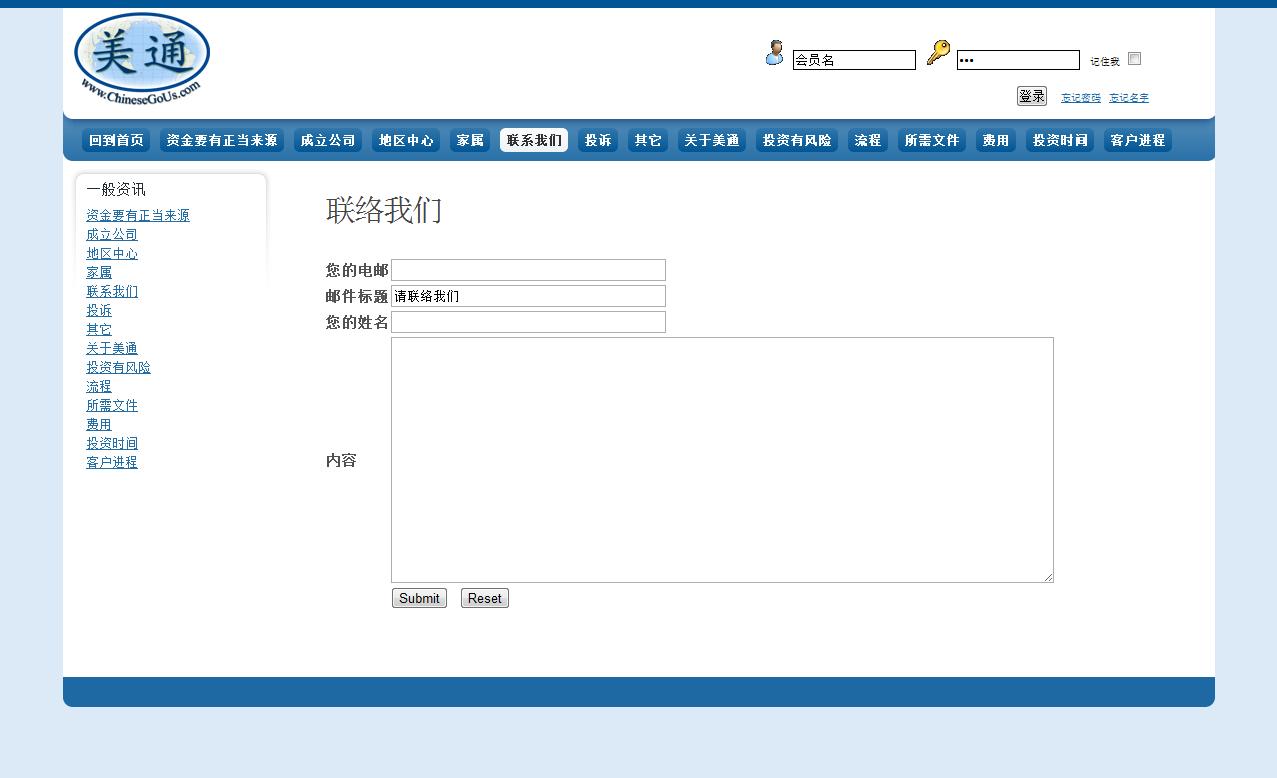 美通
www.ChineseGoUs.com
会员名 ••• 记住我
登录 忘记密码 忘记名字
回到首页 资金要有正当来源 成立公司 地区中心 家属 联系我们 投诉 其它 关于美通 投资有风险 流程 所需文件 费用 投资时间 客户进程
一般资讯
资金要有正当来源
成立公司
地区中心
家属
联系我们
投诉
其它
关于美通
投资有风险
流程
所需文件
费用
投资时间
客户进程
联络我们
您的电邮
邮件标题 请联络我们
您的姓名
内容
Submit Reset